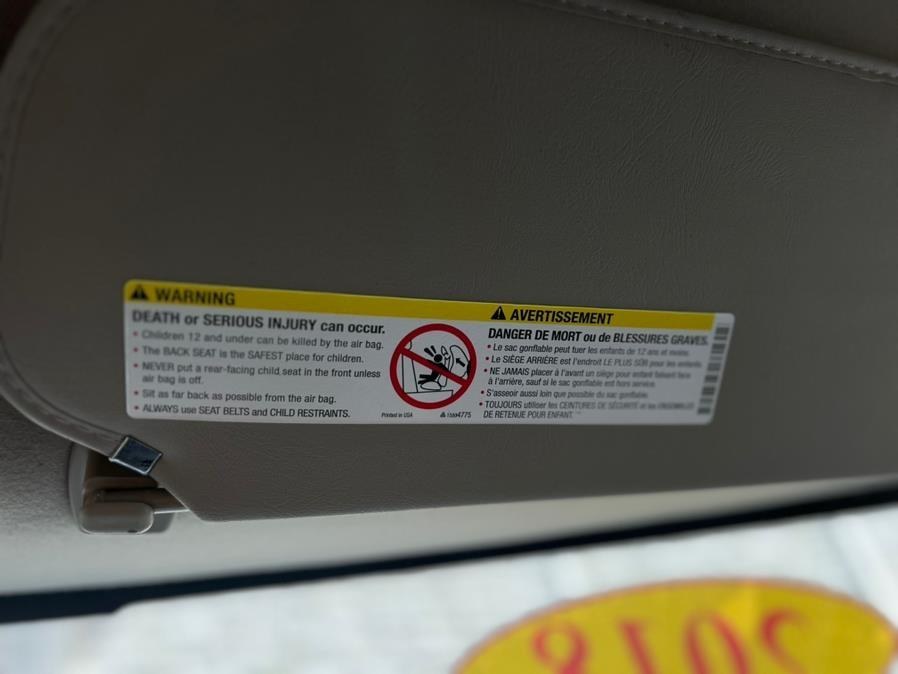 WARNING
DEATH or SERIOUS INJURY can occur.
• Children 12 and under can be killed by the air bag.
• The BACK SEAT is the SAFEST place for children.
• NEVER put a rear-facing child seat in the front unless
air bag is off.
• Sit as far back as possible from the air bag.
• ALWAYS use SEAT BELTS and CHILD RESTRAINTS.
Printed in USA
4775
AVERTISSEMENT
DANGER DE MORT ou de BLESSURES GRAVES.
• Le sac gonflable peut tuer les enfants de 12 ans et moins.
• Le SIÈGE ARRIÈRE est l'endroit LE PLUS SÛR pour les enfants.
• NE JAMAIS placer à l'avant un siège pour enfant faisant face
à l'arrière, sauf si le sac gonflable est hors service.
• S'asseoir aussi loin que possible du sac gonflable.
• TOUJOURS utiliser les CEINTURES DE SÉCURITÉ et les ENSEMBLES
DE RETENUE POUR ENFANT.
2018